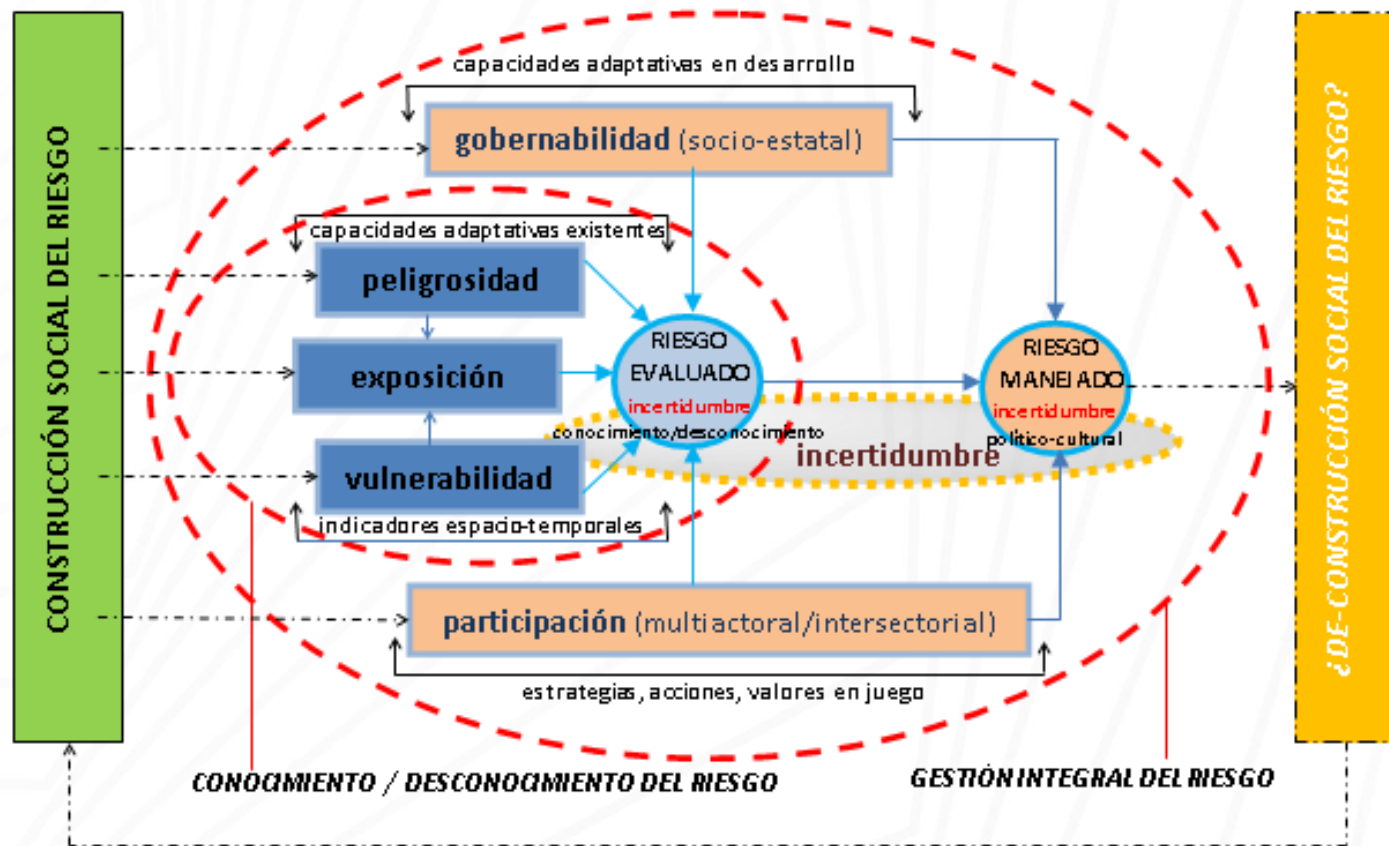 CONSTRUCCIÓN SOCIAL DEL RIESGO
capacidades adaptativas en desarrollo
gobernabilidad (socio-estatal)
capacidades adaptativas existentes
peligrosidad
exposición
vulnerabilidad
indicadores espacio-temporales
RIESGO
EVALUADO
incertidumbre
conocimiento/desconocimiento
incertidumbre
RIESGO
MANEJADO
incertidumbre
político-cultural
participación (multiactoral/intersectorial)
estrategias, acciones, valores en juego
CONOCIMIENTO / DESCONOCIMIENTO DEL RIESGO
GESTIÓN INTEGRAL DEL RIESGO
¿DE-CONSTRUCCIÓN SOCIAL DEL RIESGO?